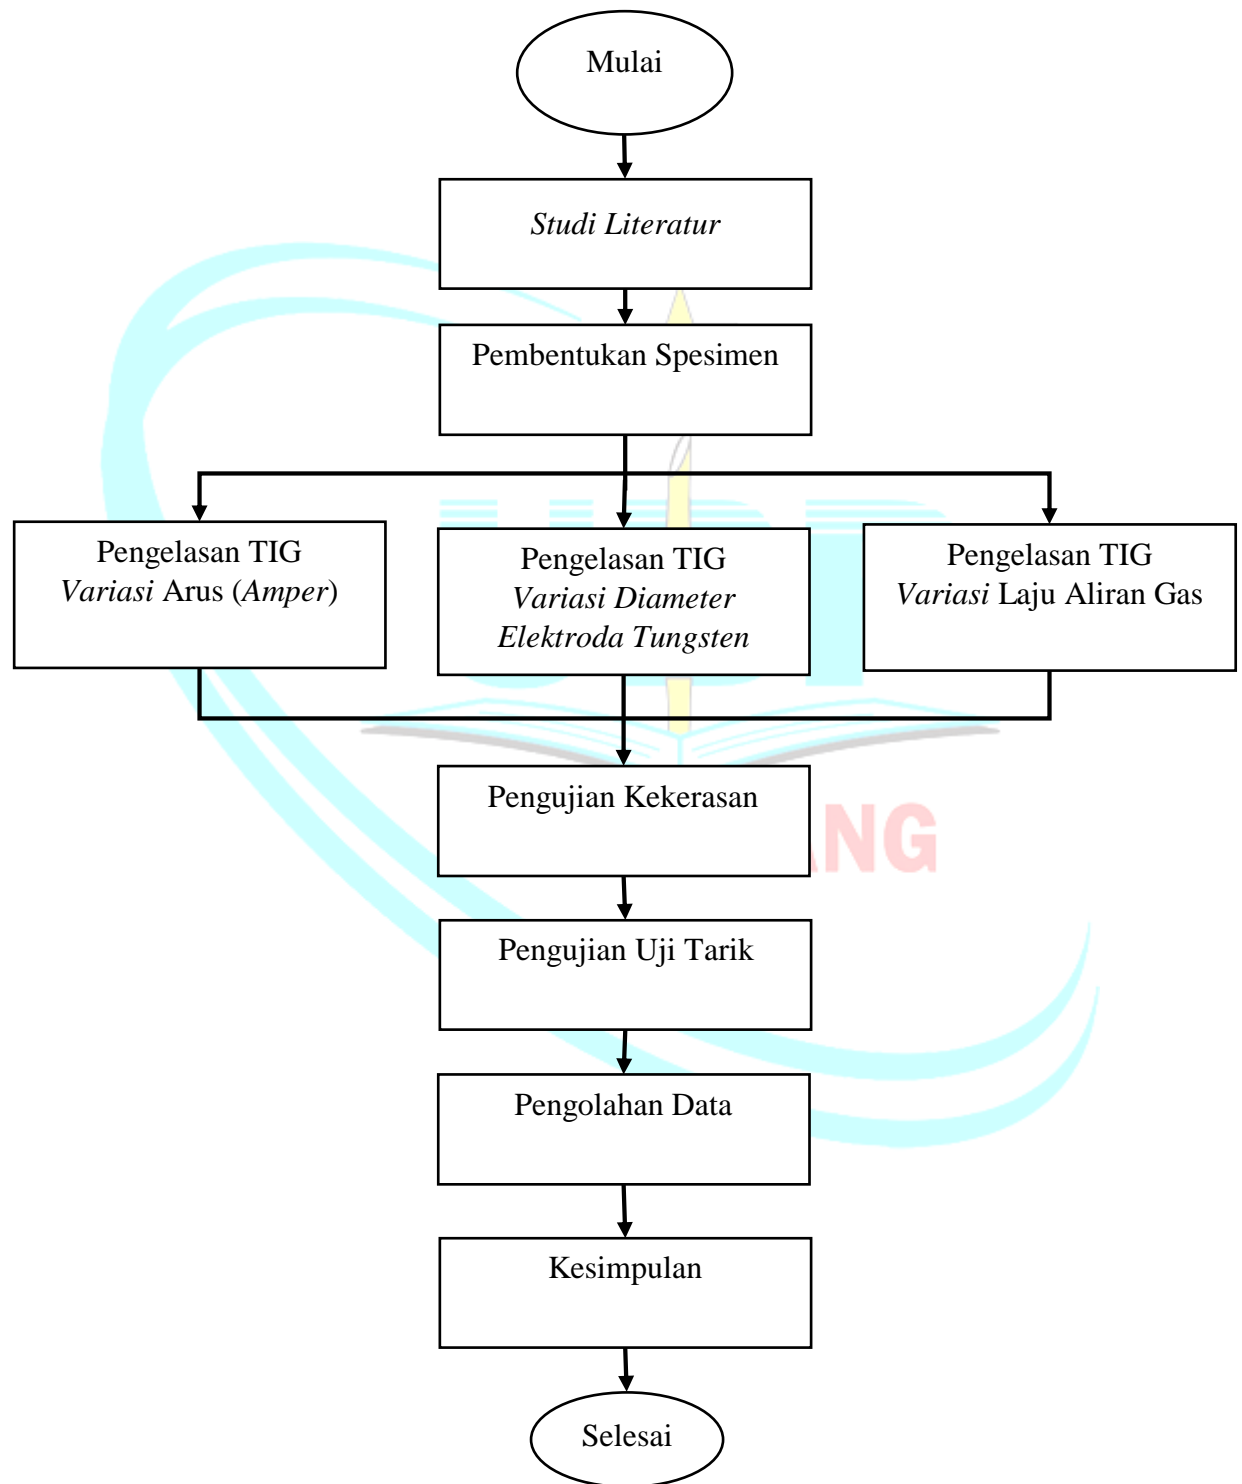 Mulai
Studi Literatur
Pembentukan Spesimen
Pengelasan TIG
Variasi Arus (Amper)
Pengelasan TIG
Variasi Diameter
Elektroda Tungsten
Pengelasan TIG
Variasi Laju Aliran Gas
Pengujian Kekerasan
ANG
Pengujian Uji Tarik
Pengolahan Data
Kesimpulan
Selesai